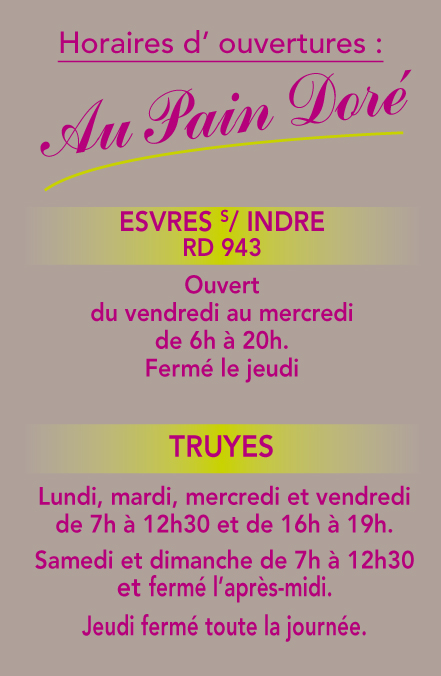 Horaires d’ ouvertures :
Au Pain Doré
ESVRES S/ INDRE
RD 943
Ouvert
du vendredi au mercredi
de 6h à 20h.
Fermé le jeudi
TRUYES
Lundi, mardi, mercredi et vendredi
de 7h à 12h30 et de 16h à 19h.
Samedi et dimanche de 7h à 12h30
et fermé l’après-midi.
Jeudi fermé toute la journée.